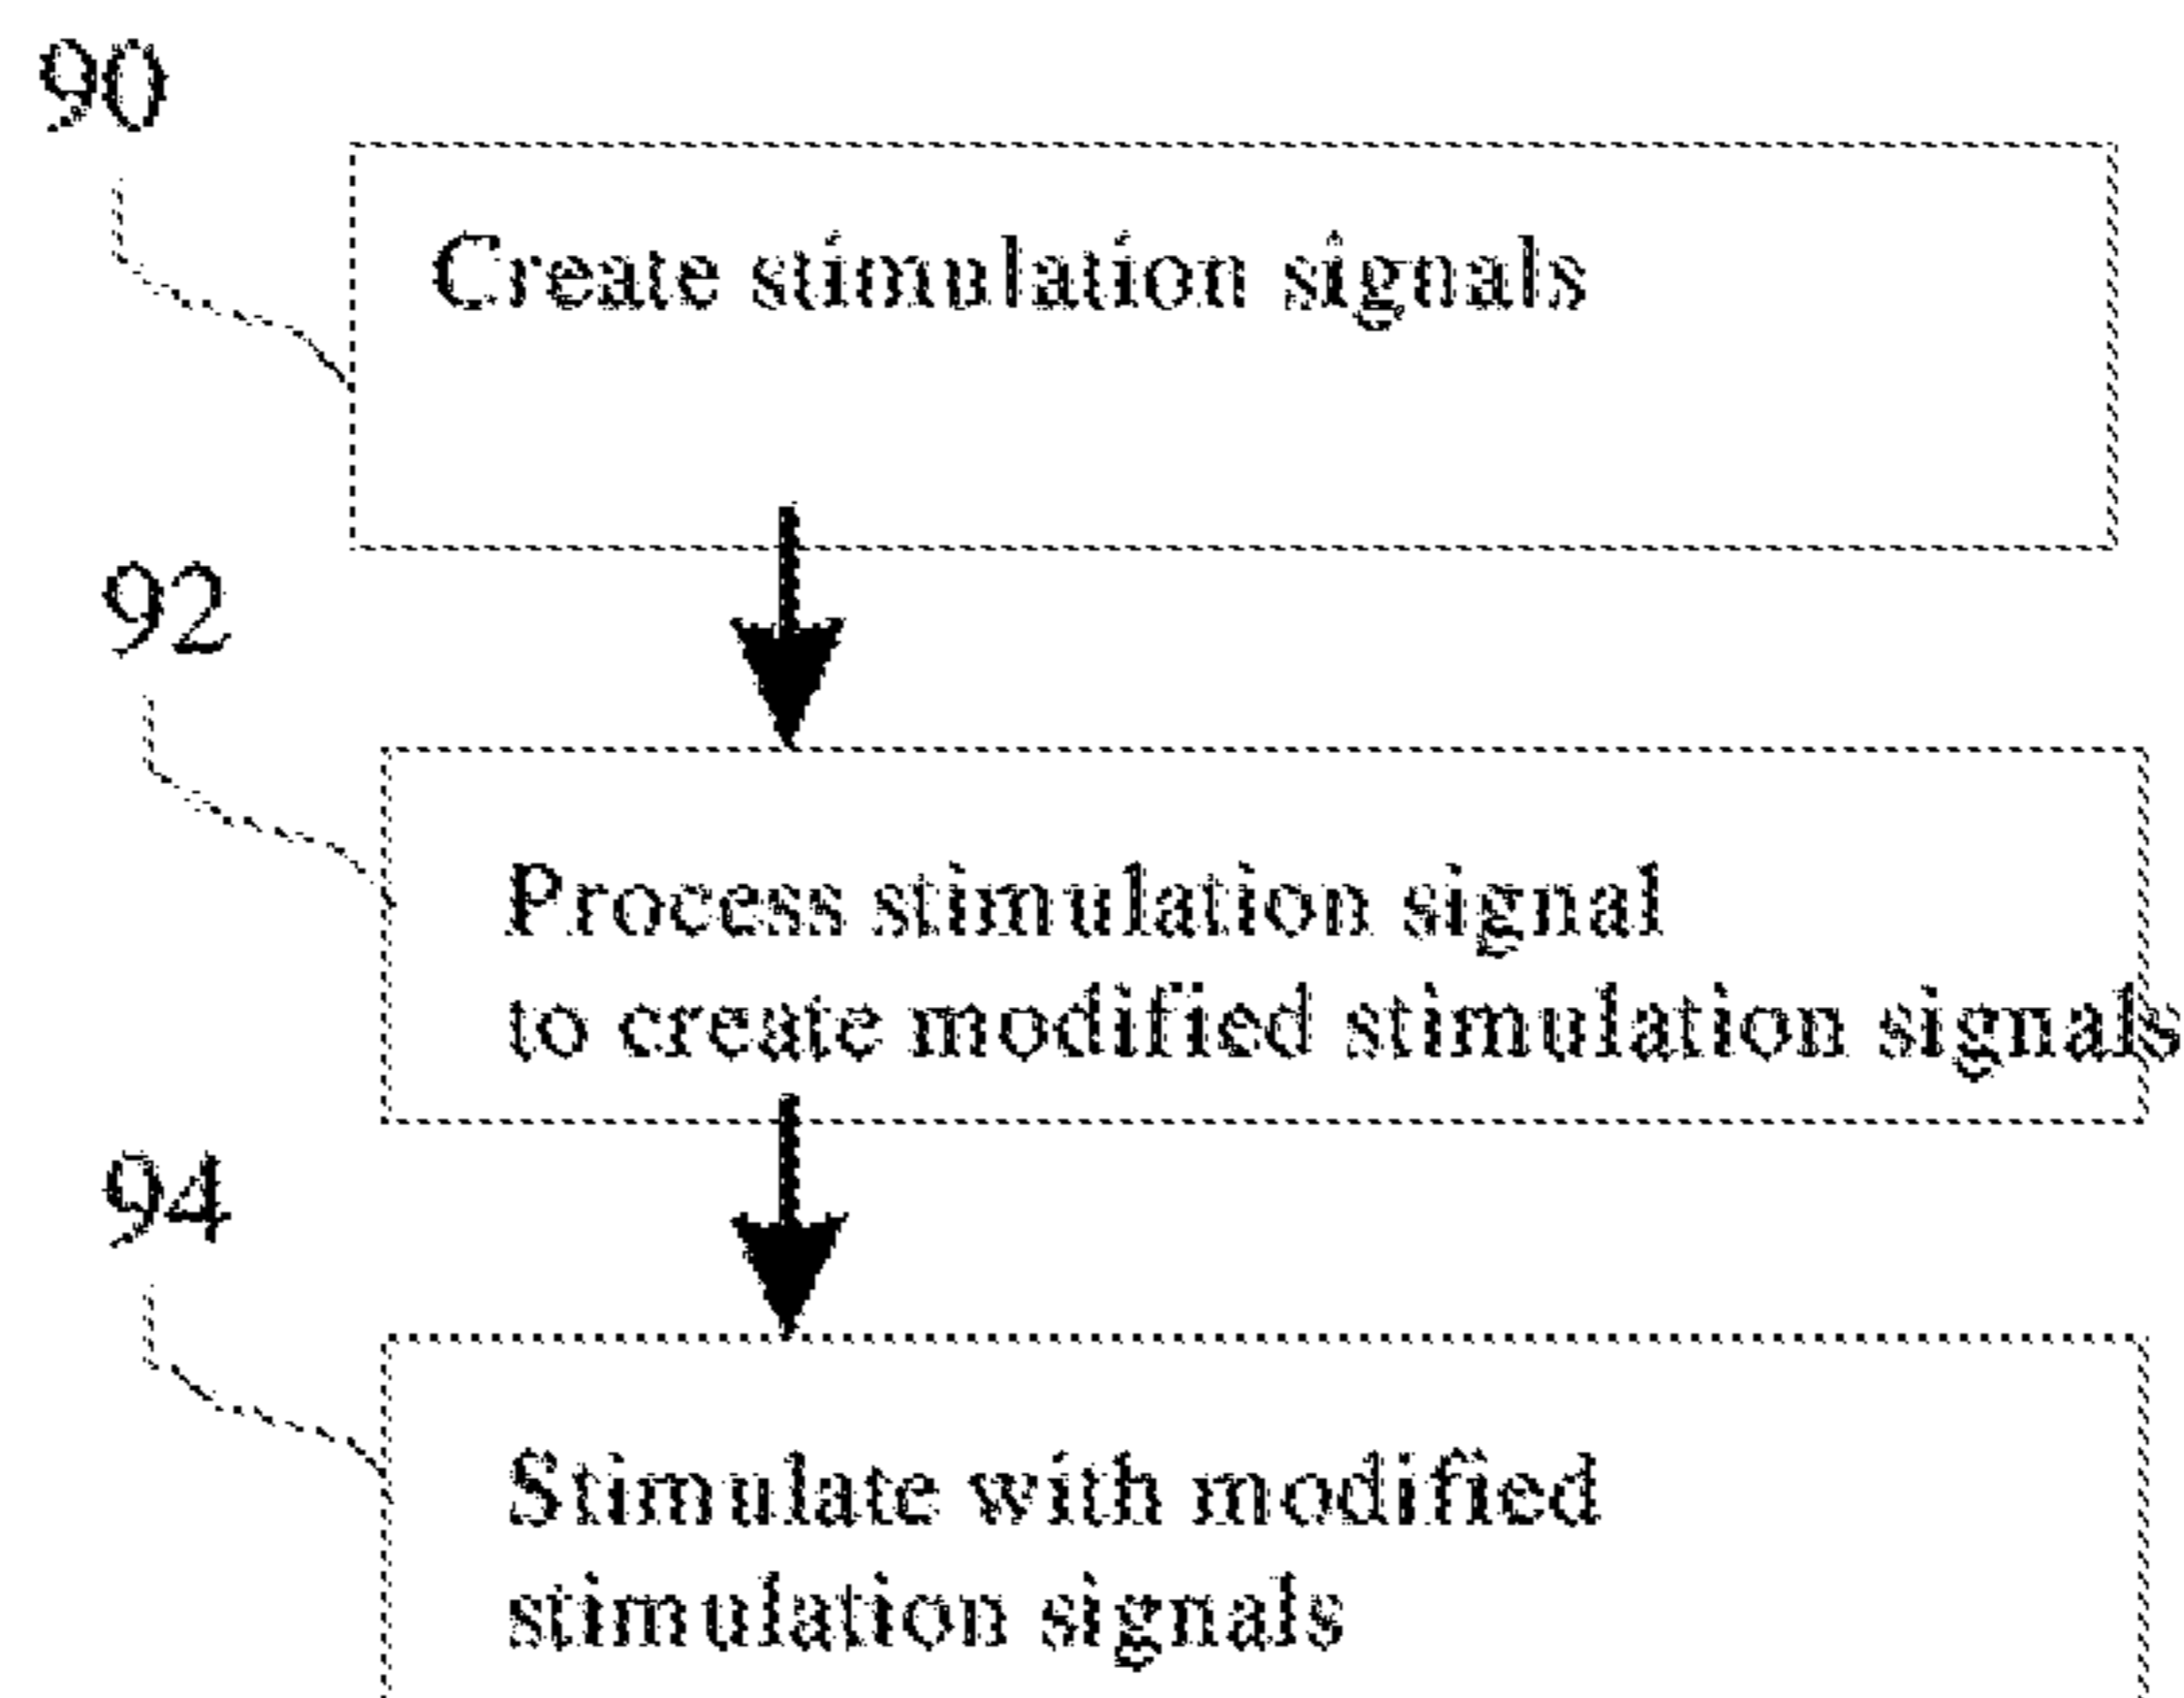 90
Create stimulation signals
92
Process stimulation signal
to create modified stimulation signals
94
Stimulate with modified
stimulation signals